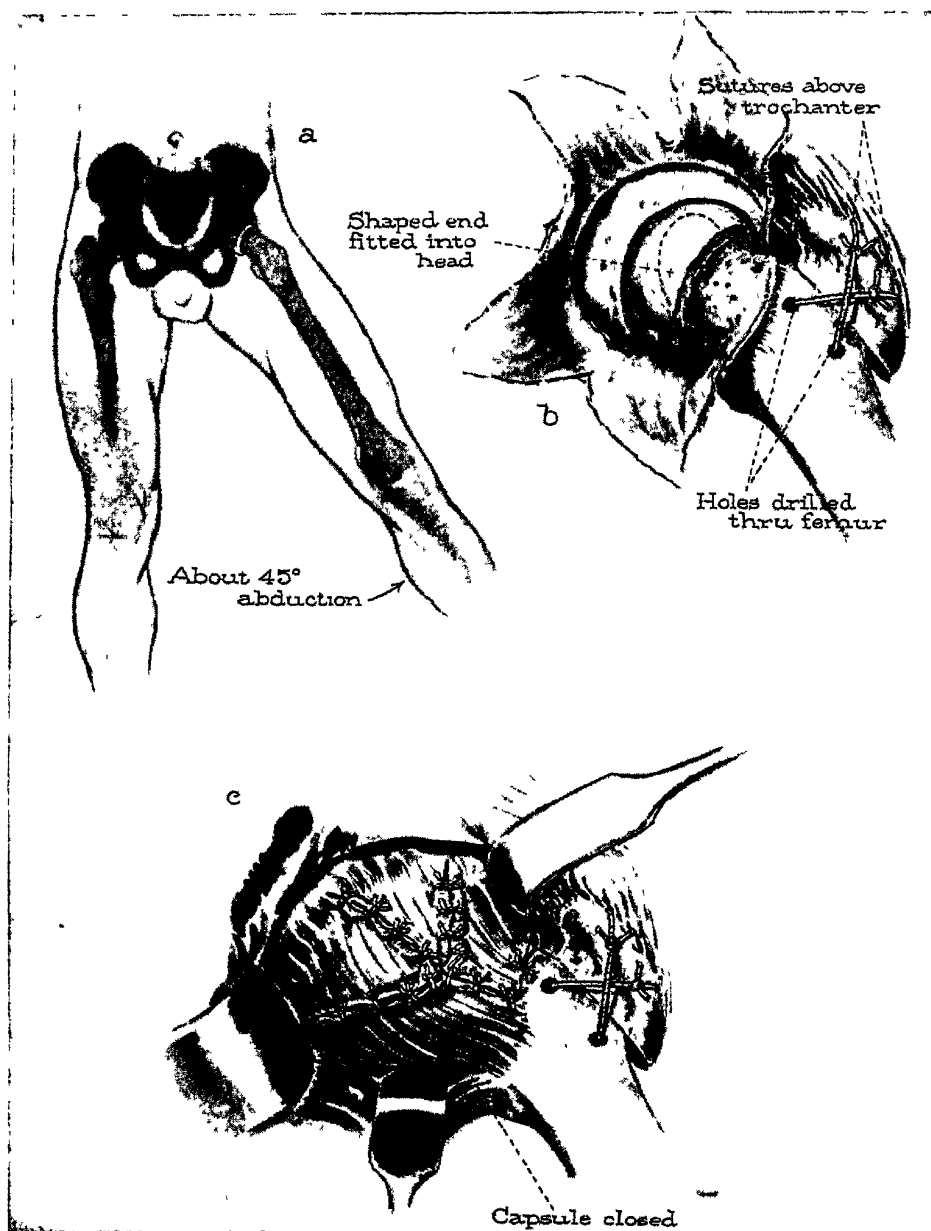 a
Sutures above
trochanter
Shaped end
fitted into
head
b
Holes drilled
thru femur
About 45°
abduction
c
Capsule closed